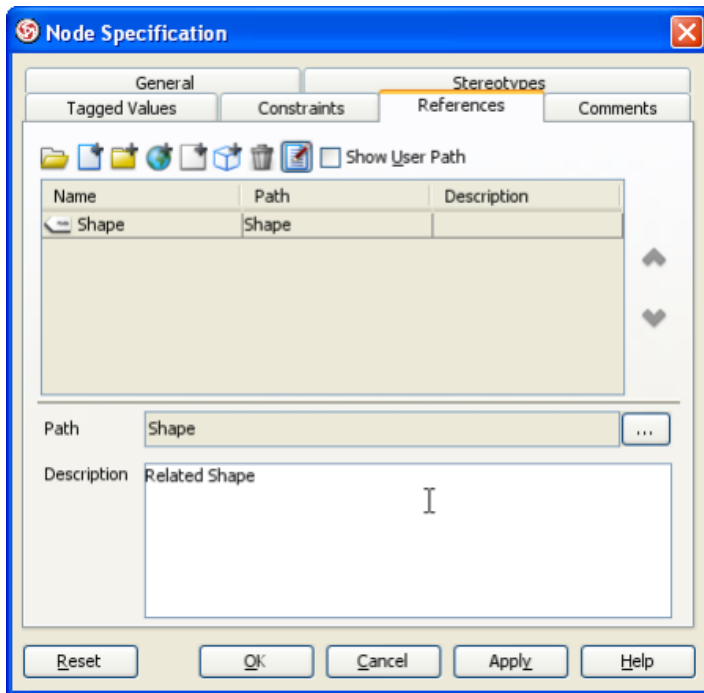 Node Specification
General Stereotypes
Tagged Values Constraints References Comments
Show User Path
Name Path Description
Shape Shape
Path Shape ...
Description Related Shape
Reset OK Cancel Apply Help